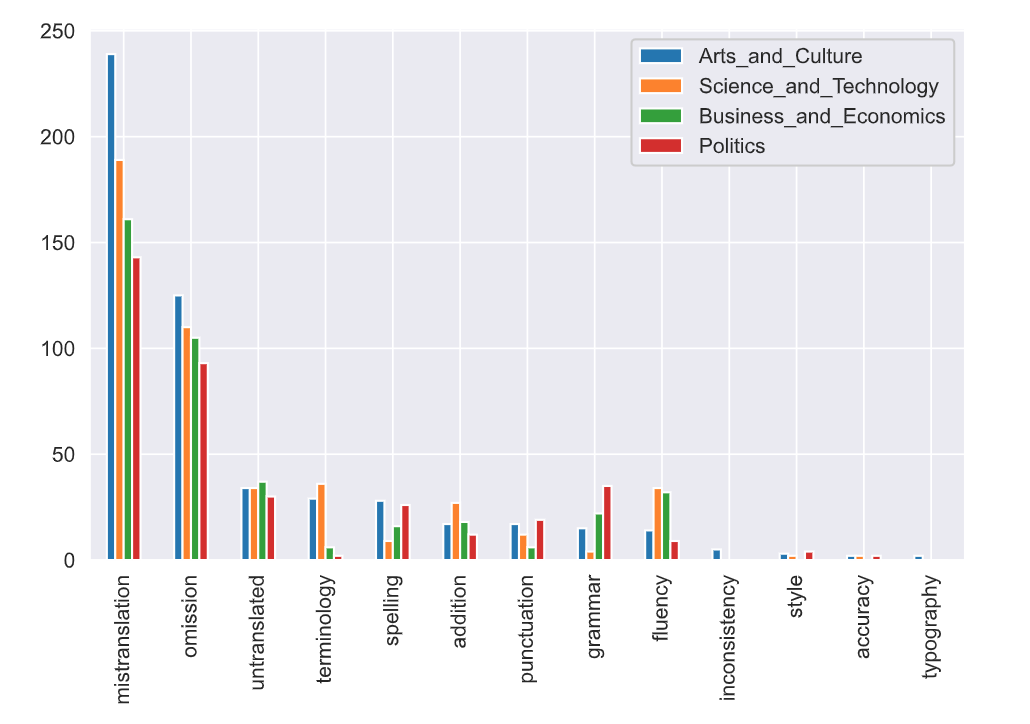 250
200
150
100
50
0
Arts_and_Culture
Science_and_Technology
Business_and_Economics
Politics
mistranslation
omission
untranslated
terminology
spelling
addition
punctuation
grammar
fluency
inconsistency
style
accuracy
typography